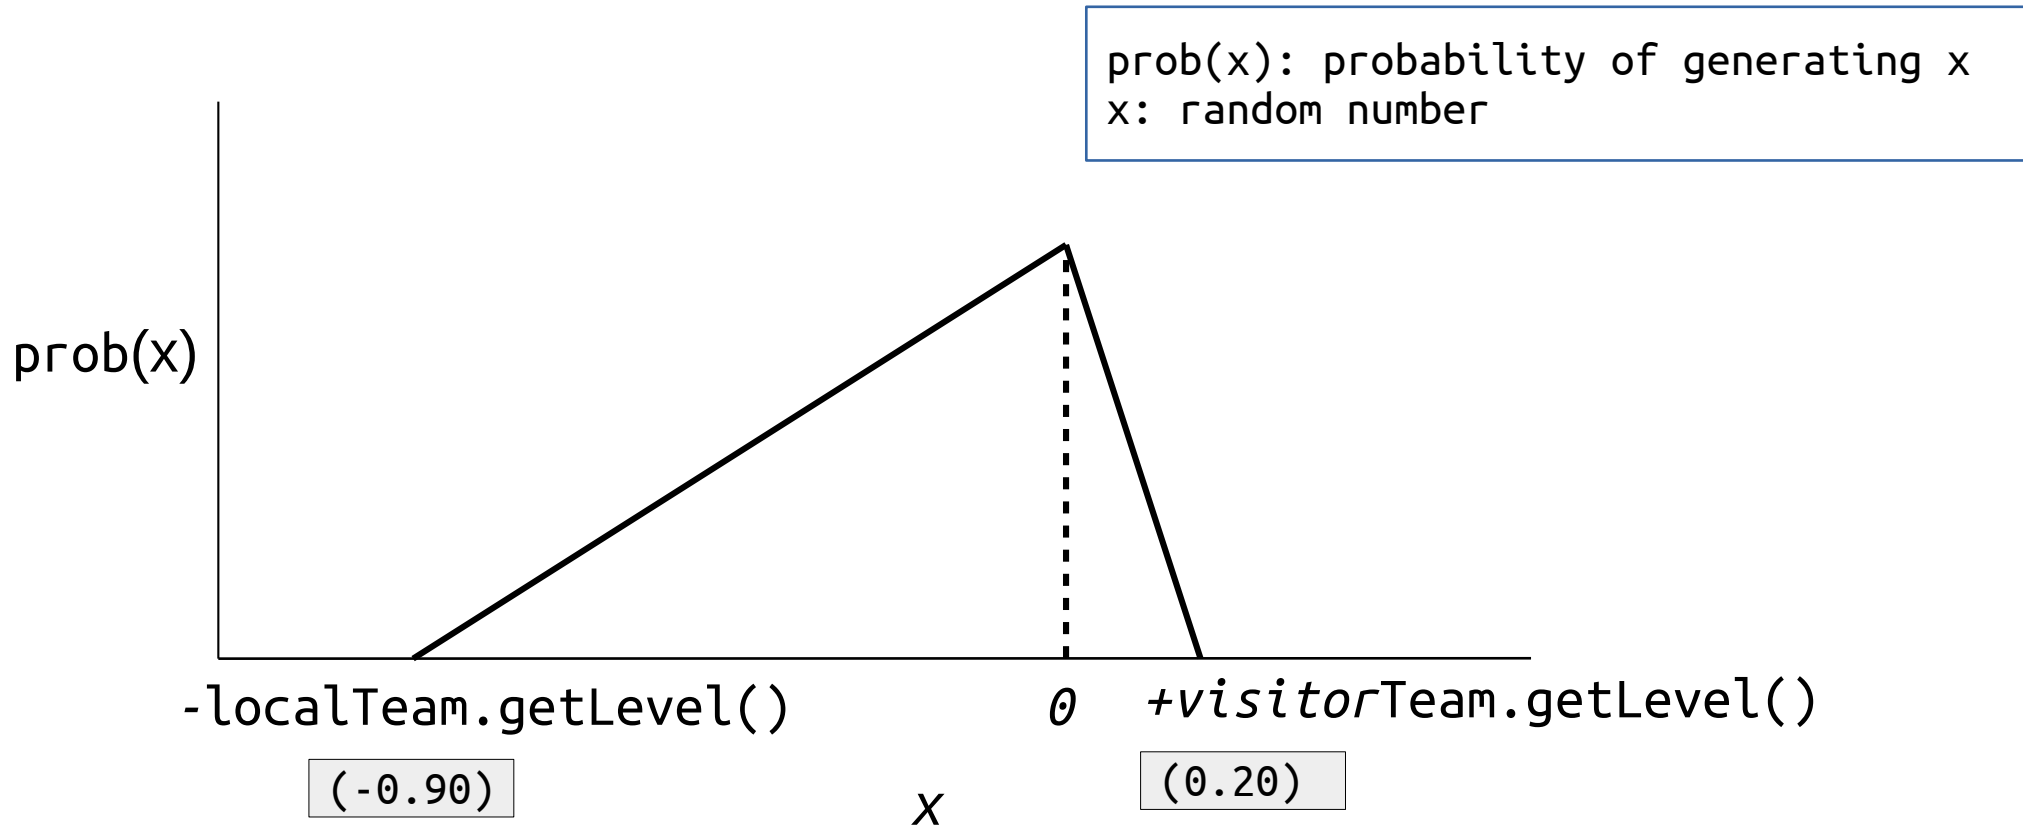 prob(x): probability of generating x
x: random number
prob(x)
-localTeam.getLevel()
0
+visitorTeam.getLevel()
(-0.90)
(0.20)
x